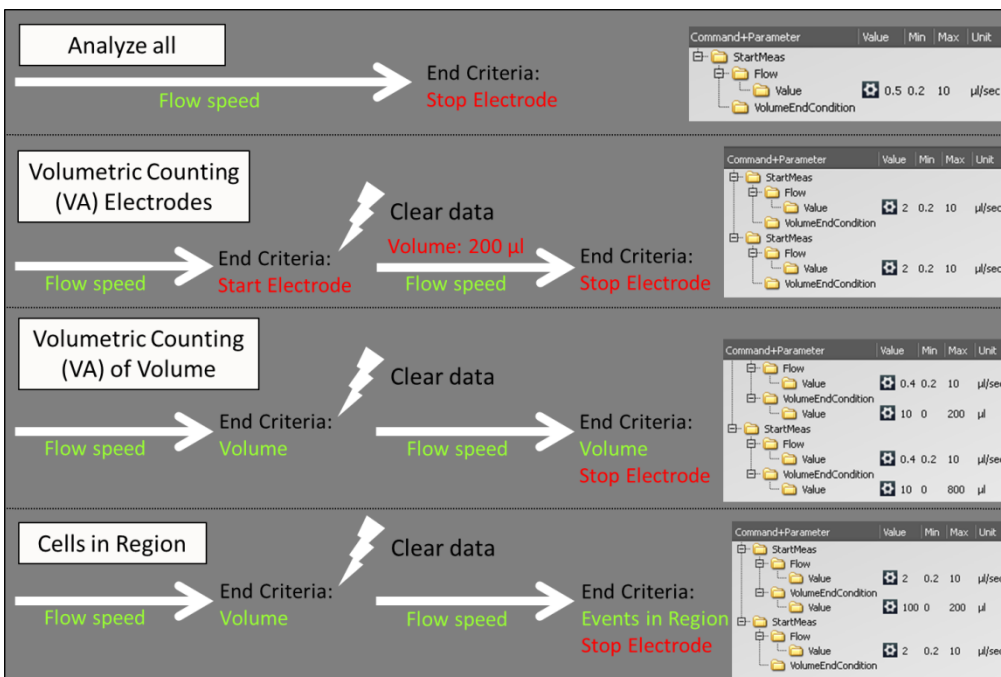 Analyze all
Flow speed
End Criteria:
Stop Electrode
Command+Parameter Value Min Max Unit
StartMeas
Flow
Value 0.5 0.2 10 µl/sec
VolumeEndCondition
Volumetric Counting
(VA) Electrodes
Flow speed
End Criteria:
Start Electrode
Clear data
Volume: 200 µl
Flow speed
End Criteria:
Stop Electrode
Command+Parameter Value Min Max Unit
StartMeas
Flow
Value 2 0.2 10 µl/sec
VolumeEndCondition
StartMeas
Flow
Value 2 0.2 10 µl/sec
VolumeEndCondition
Volumetric Counting
(VA) of Volume
Flow speed
End Criteria:
Volume
Clear data
Flow speed
End Criteria:
Volume
Stop Electrode
Command+Parameter Value Min Max Unit
Flow
Value 0.4 0.2 10 µl/sec
VolumeEndCondition
Value 10 0 200 µl
StartMeas
Flow
Value 0.4 0.2 10 µl/sec
VolumeEndCondition
Value 10 0 800 µl
Cells in Region
Flow speed
End Criteria:
Volume
Clear data
Flow speed
End Criteria:
Events in Region
Stop Electrode
Command+Parameter Value Min Max Unit
StartMeas
Flow
Value 2 0.2 10 µl/sec
VolumeEndCondition
Value 100 0 200 µl
StartMeas
Flow
Value 2 0.2 10 µl/sec
VolumeEndCondition